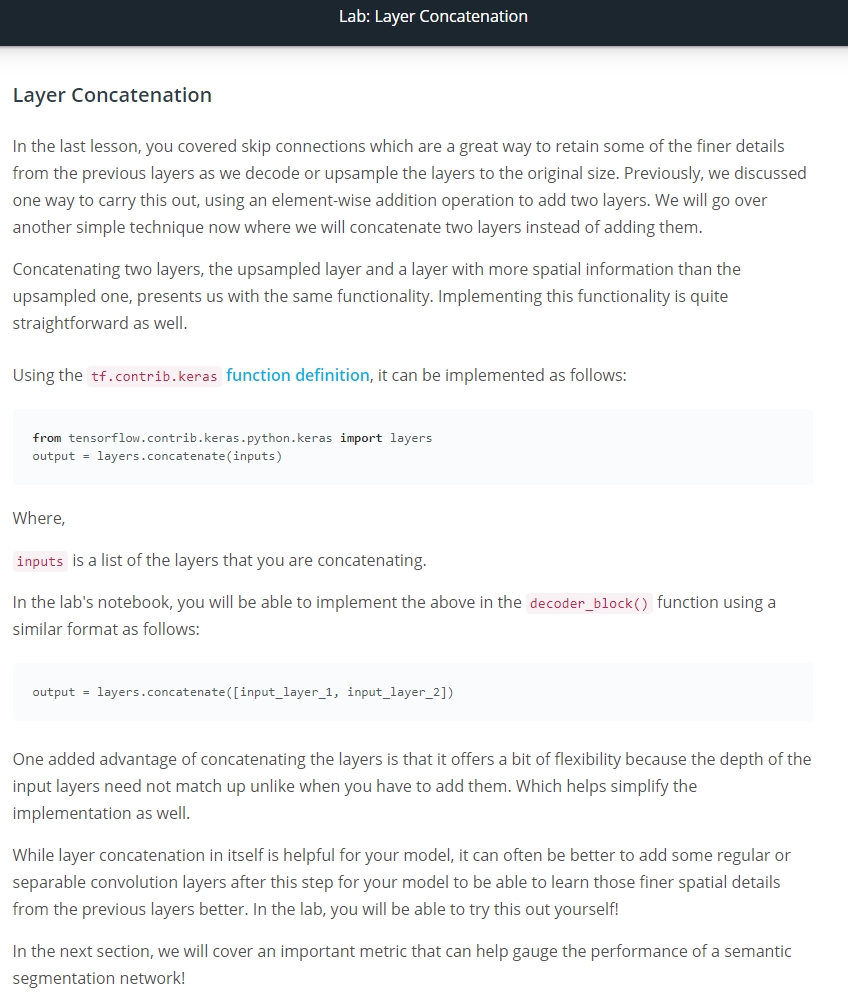 Lab: Layer Concatenation
Layer Concatenation
In the last lesson, you covered skip connections which are a great way to retain some of the finer details
from the previous layers as we decode or upsample the layers to the original size. Previously, we discussed
one way to carry this out, using an element-wise addition operation to add two layers. We will go over
another simple technique now where we will concatenate two layers instead of adding them.
Concatenating two layers, the upsampled layer and a layer with more spatial information than the
upsampled one, presents us with the same functionality. Implementing this functionality is quite
straightforward as well.
Using the tf.contrib.keras function definition, it can be implemented as follows:
from tensorflow.contrib.keras.python.keras import layers
output = layers.concatenate(inputs)
Where,
inputs is a list of the layers that you are concatenating.
In the lab's notebook, you will be able to implement the above in the decoder_block() function using a
similar format as follows:
output = layers.concatenate([input_layer_1, input_layer_2])
One added advantage of concatenating the layers is that it offers a bit of flexibility because the depth of the
input layers need not match up unlike when you have to add them. Which helps simplify the
implementation as well.
While layer concatenation in itself is helpful for your model, it can often be better to add some regular or
separable convolution layers after this step for your model to be able to learn those finer spatial details
from the previous layers better. In the lab, you will be able to try this out yourself!
In the next section, we will cover an important metric that can help gauge the performance of a semantic
segmentation network!